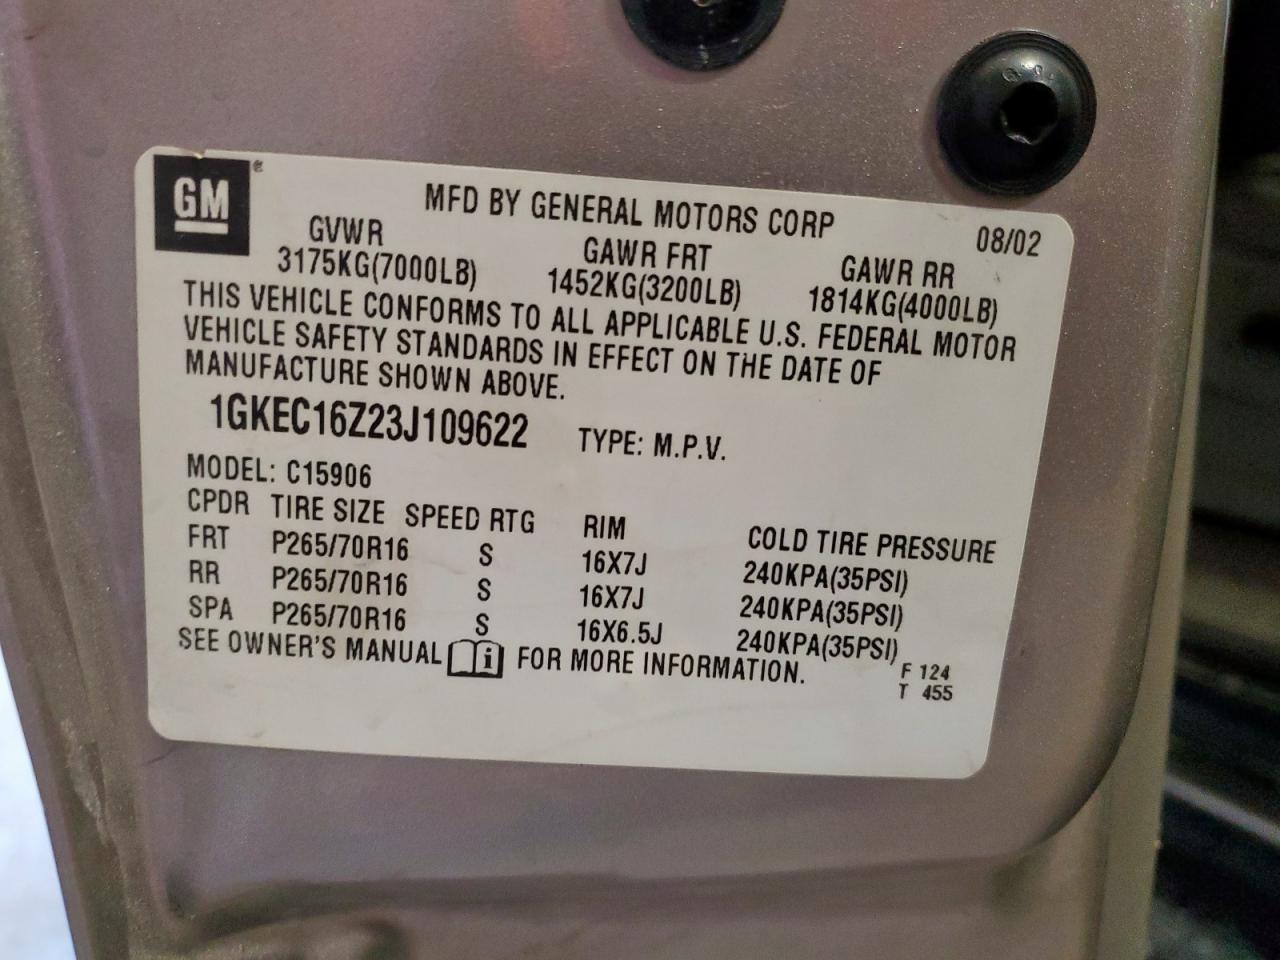 GM ®
MFD BY GENERAL MOTORS CORP 08/02
GVWR GAWR FRT GAWR RR
3175KG(7000LB) 1452KG(3200LB) 1814KG(4000LB)
THIS VEHICLE CONFORMS TO ALL APPLICABLE U.S. FEDERAL MOTOR
VEHICLE SAFETY STANDARDS IN EFFECT ON THE DATE OF
MANUFACTURE SHOWN ABOVE.
1GKEC16Z23J109622 TYPE: M.P.V.
MODEL: C15906
CPDR TIRE SIZE SPEED RTG RIM COLD TIRE PRESSURE
FRT P265/70R16 S 16X7J 240KPA(35PSI)
RR P265/70R16 S 16X7J 240KPA(35PSI)
SPA P265/70R16 S 16X6.5J 240KPA(35PSI)
SEE OWNER'S MANUAL i FOR MORE INFORMATION.
F 124
T 455